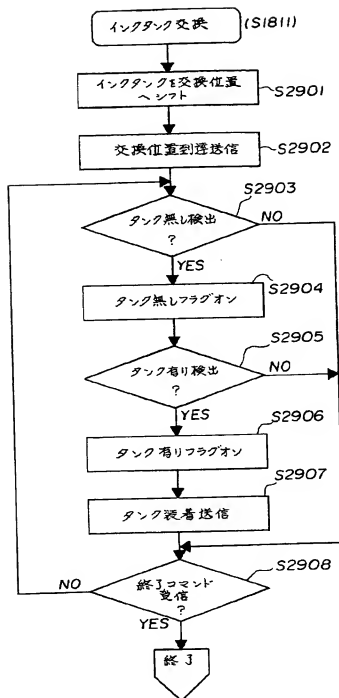 インクタンク交換
(S1811)
インクタンクを交換位置
へシフト
S2901
交換位置到達送信
S2902
S2903
タンク無し検出
?
NO
YES
S2904
タンク無しフラグオン
S2905
タンク有り検出
?
NO
YES
S2906
タンク有りフラグオン
S2907
タンク装着送信
S2908
終了コマンド
受信
?
NO
YES
終了